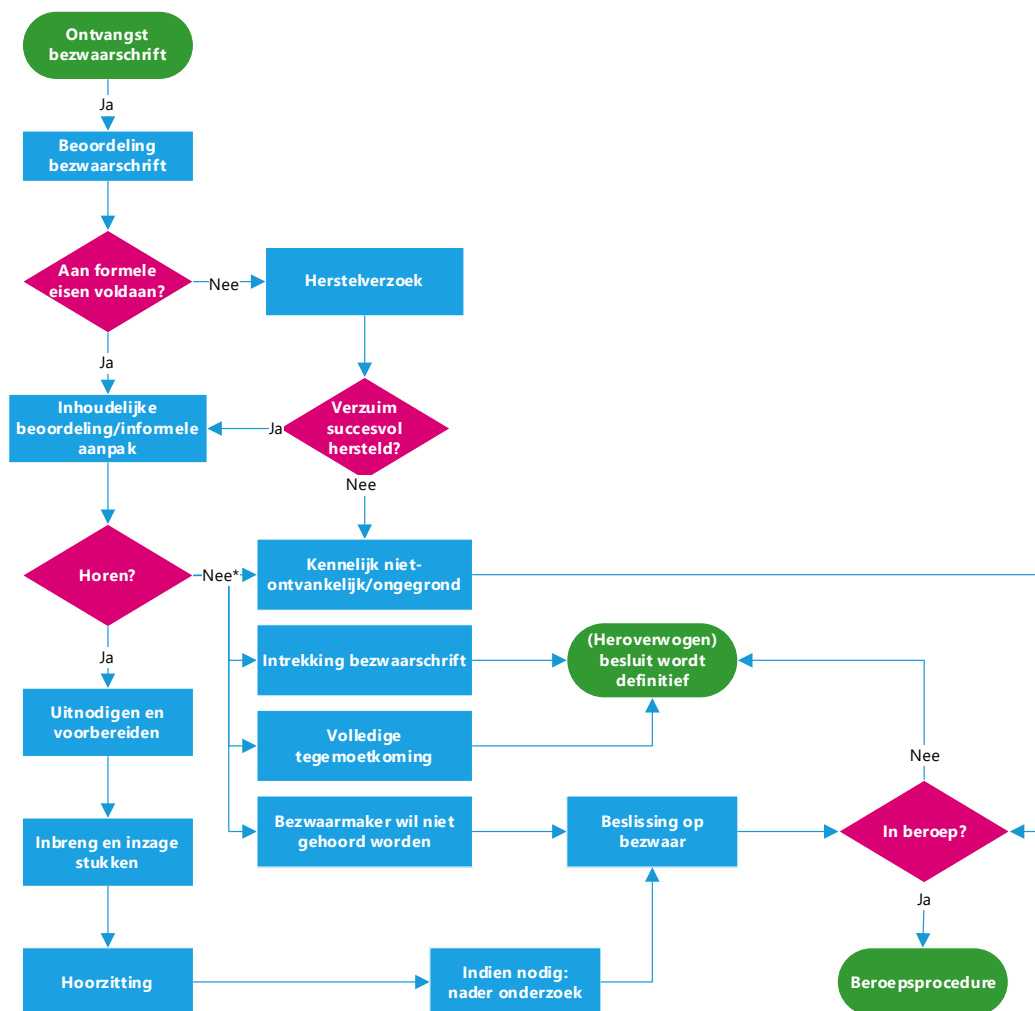 Ontvangst
bezwaarschrift
Ja
Beoordeling
bezwaarschrift
Aan formele
eisen voldaan?
Nee
Herstelverzoek
Ja
Inhoudelijke
beoordeling/informele
aanpak
Ja
Verzuim
succesvol
hersteld?
Nee
Horen?
Nee*
Kennelijk niet-
ontvankelijk/ongegrond
Intrekking bezwaarschrift
(Heroverwogen)
besluit wordt
definitief
Ja
Uitnodigen en
voorbereiden
Volledige
tegemoetkoming
Nee
Inbreng en inzage
stukken
Bezwaarmaker wil niet
gehoord worden
Beslissing op
bezwaar
In beroep?
Ja
Hoorzitting
Indien nodig:
nader onderzoek
Beroepsprocedure